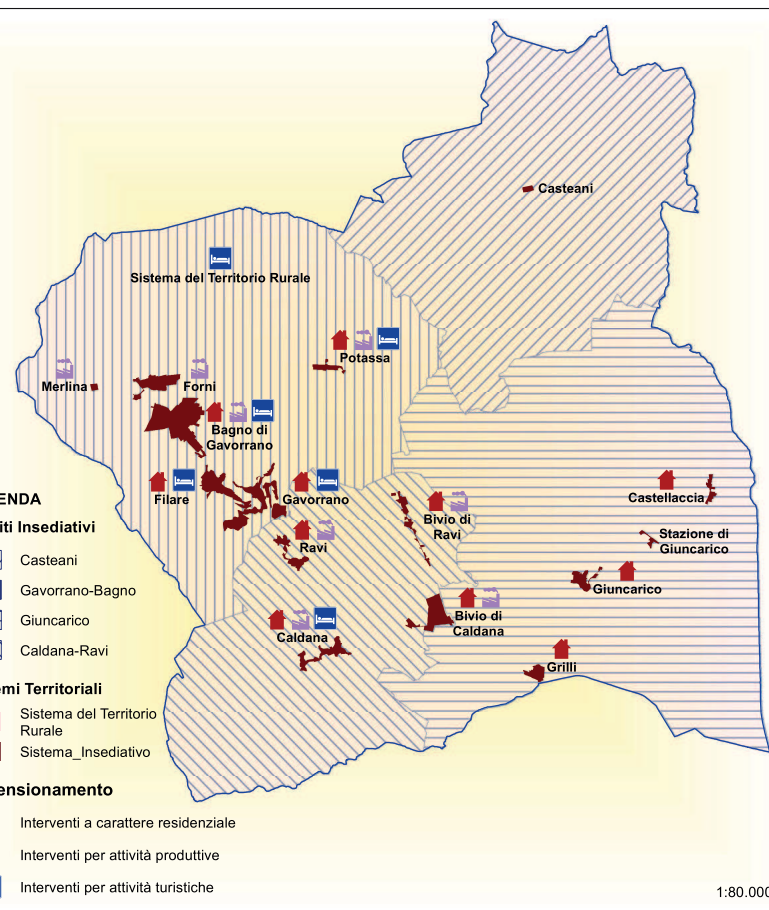 Casteani
Sistema del Territorio Rurale
Potassa
Merlina
Forni
Bagno di
Gavorrano
Filare
Gavorrano
Castellaccia
Bivio di
Ravi
Stazione di
Giuncarico
Ravi
Giuncarico
Bivio di
Caldana
Caldana
Grilli
ENDA
iti Insediativi
Casteani
Gavorrano-Bagno
Giuncarico
Caldana-Ravi
emi Territoriali
Sistema del Territorio
Rurale
Sistema_Insediativo
ensionamento
Interventi a carattere residenziale
Interventi per attività produttive
Interventi per attività turistiche
1:80.000